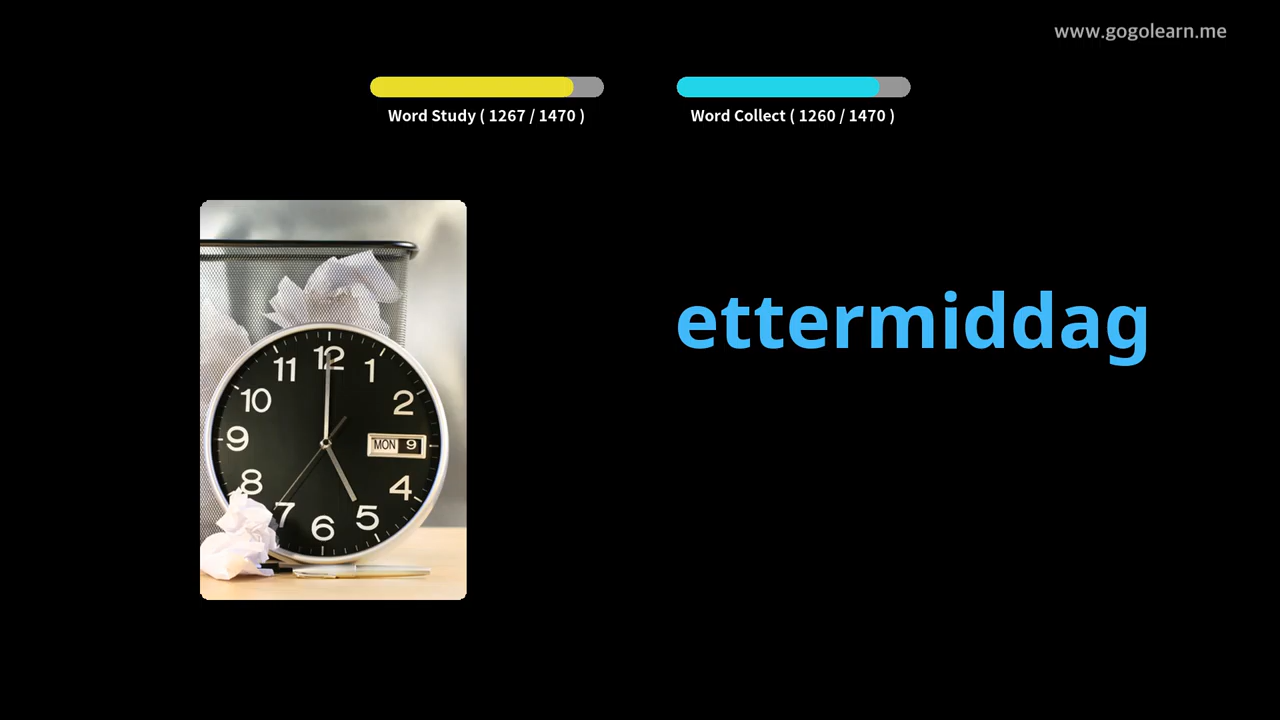 www.gogolearn.me
Word Study ( 1267 / 1470 )
Word Collect ( 1260 / 1470 )
ettermiddag
12
11
1
10
2
9
MON 9
8
4
7
5
6